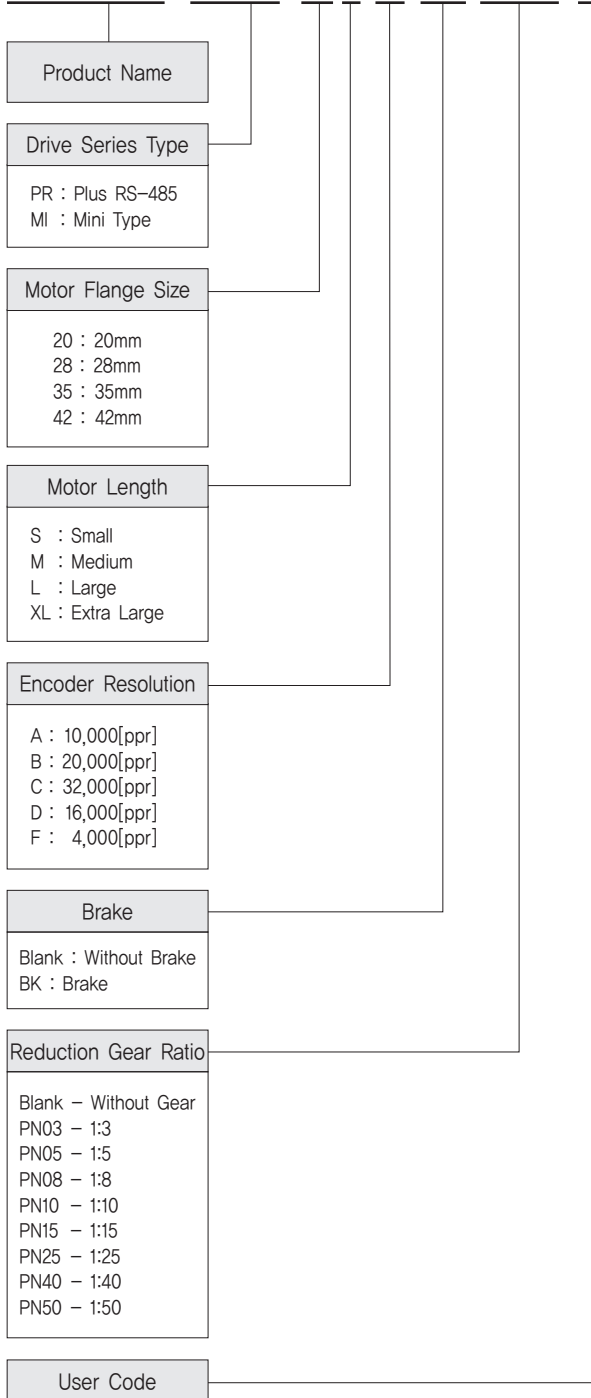 Product Name
Drive Series Type
PR : Plus RS-485
MI : Mini Type
Motor Flange Size
20 : 20mm
28 : 28mm
35 : 35mm
42 : 42mm
Motor Length
S : Small
M : Medium
L : Large
XL : Extra Large
Encoder Resolution
A : 10,000[ppr]
B : 20,000[ppr]
C : 32,000[ppr]
D : 16,000[ppr]
F : 4,000[ppr]
Brake
Blank : Without Brake
BK : Brake
Reduction Gear Ratio
Blank - Without Gear
PN03 - 1:3
PN05 - 1:5
PN08 - 1:8
PN10 - 1:10
PN15 - 1:15
PN25 - 1:25
PN40 - 1:40
PN50 - 1:50
User Code